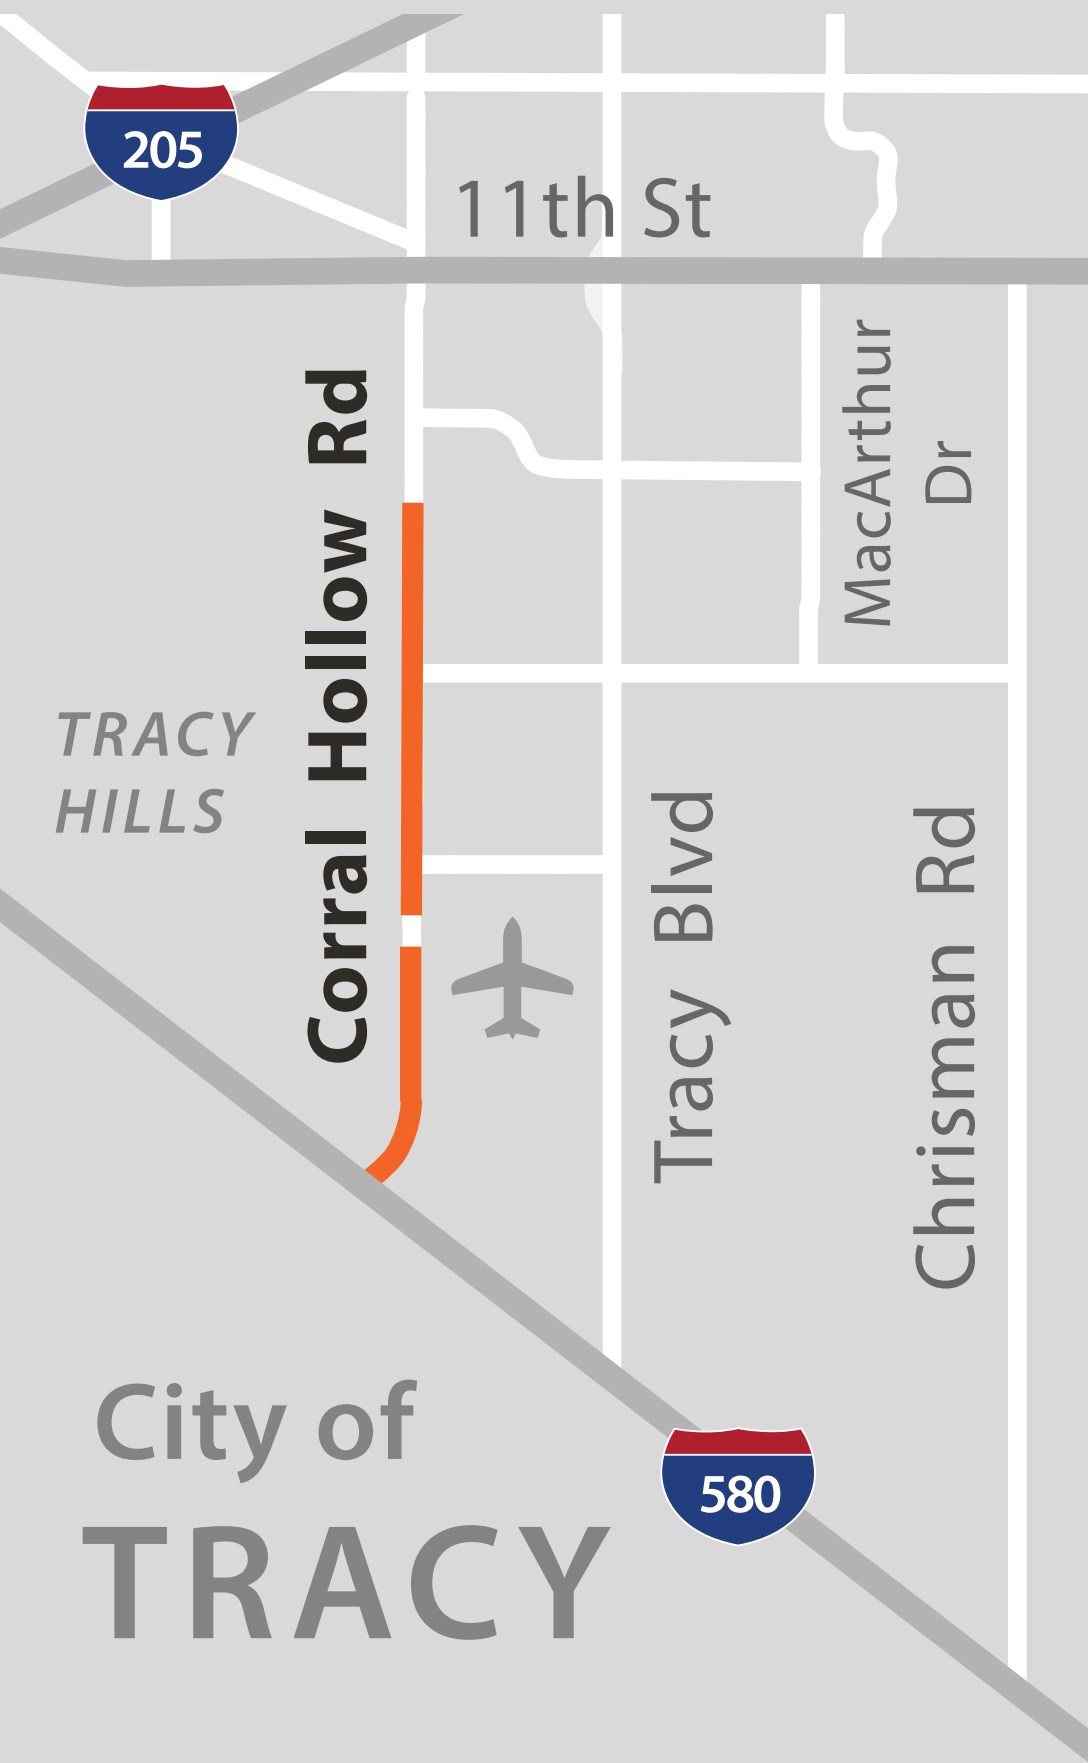 205
11th St
Corral Hollow Rd
MacArthur
Dr
TRACY
HILLS
Tracy Blvd
Chrisman Rd
City of
TRACY
580